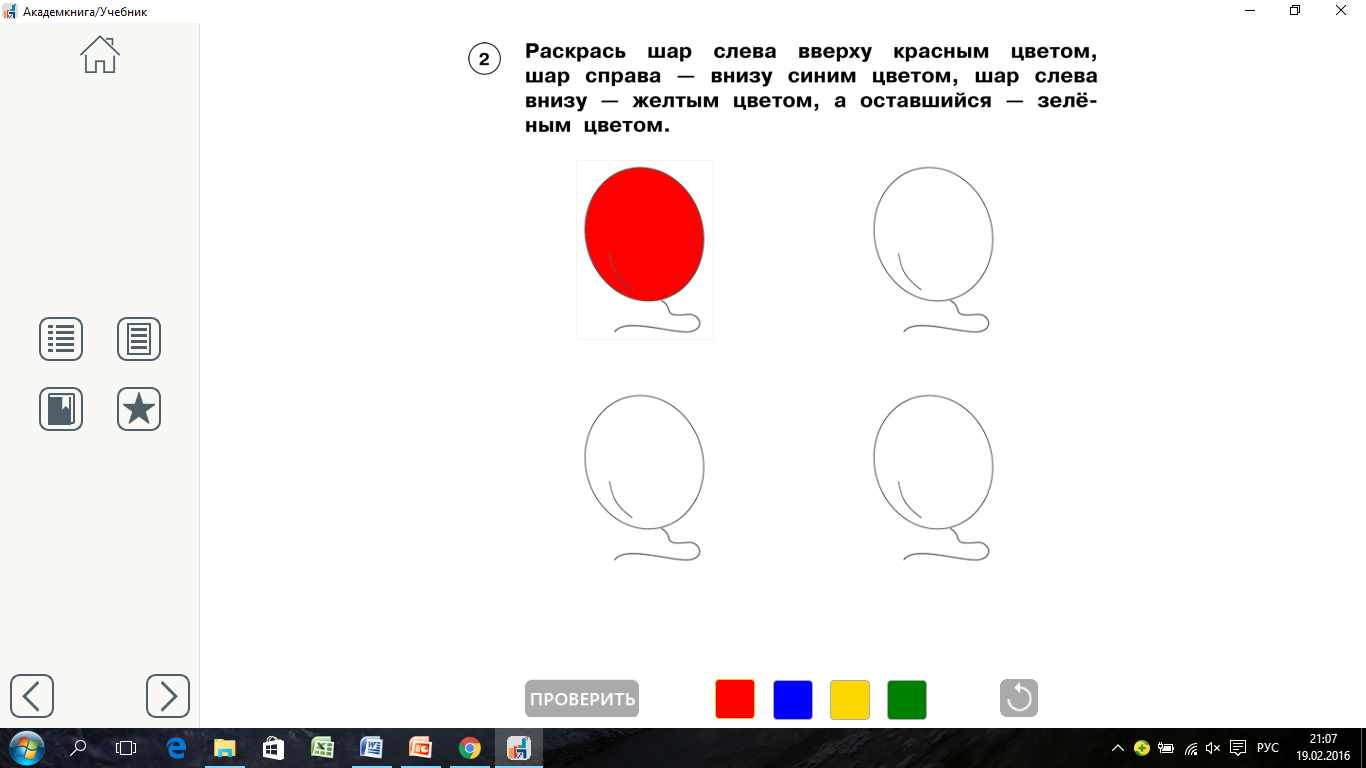 Академкнига/Учебник
2
Раскрась шар слева вверху красным цветом,
шар справа — внизу синим цветом, шар слева
внизу — желтым цветом, а оставшийся — зелё-
ным цветом.
ПРОВЕРИТЬ
РУС
21:07
19.02.2016